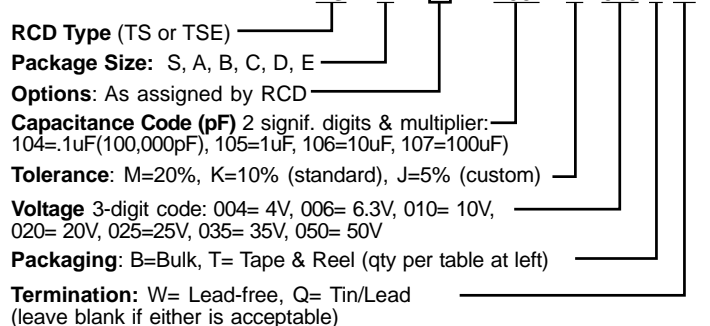 RCD Type (TS or TSE)
Package Size: S, A, B, C, D, E
Options: As assigned by RCD
Capacitance Code (pF) 2 signif. digits & multiplier:
104=.1uF(100,000pF), 105=1uF, 106=10uF, 107=100uF)
Tolerance: M=20%, K=10% (standard), J=5% (custom)
Voltage 3-digit code: 004= 4V, 006= 6.3V, 010= 10V,
020= 20V, 025=25V, 035= 35V, 050= 50V
Packaging: B=Bulk, T= Tape & Reel (qty per table at left)
Termination: W= Lead-free, Q= Tin/Lead
(leave blank if either is acceptable)